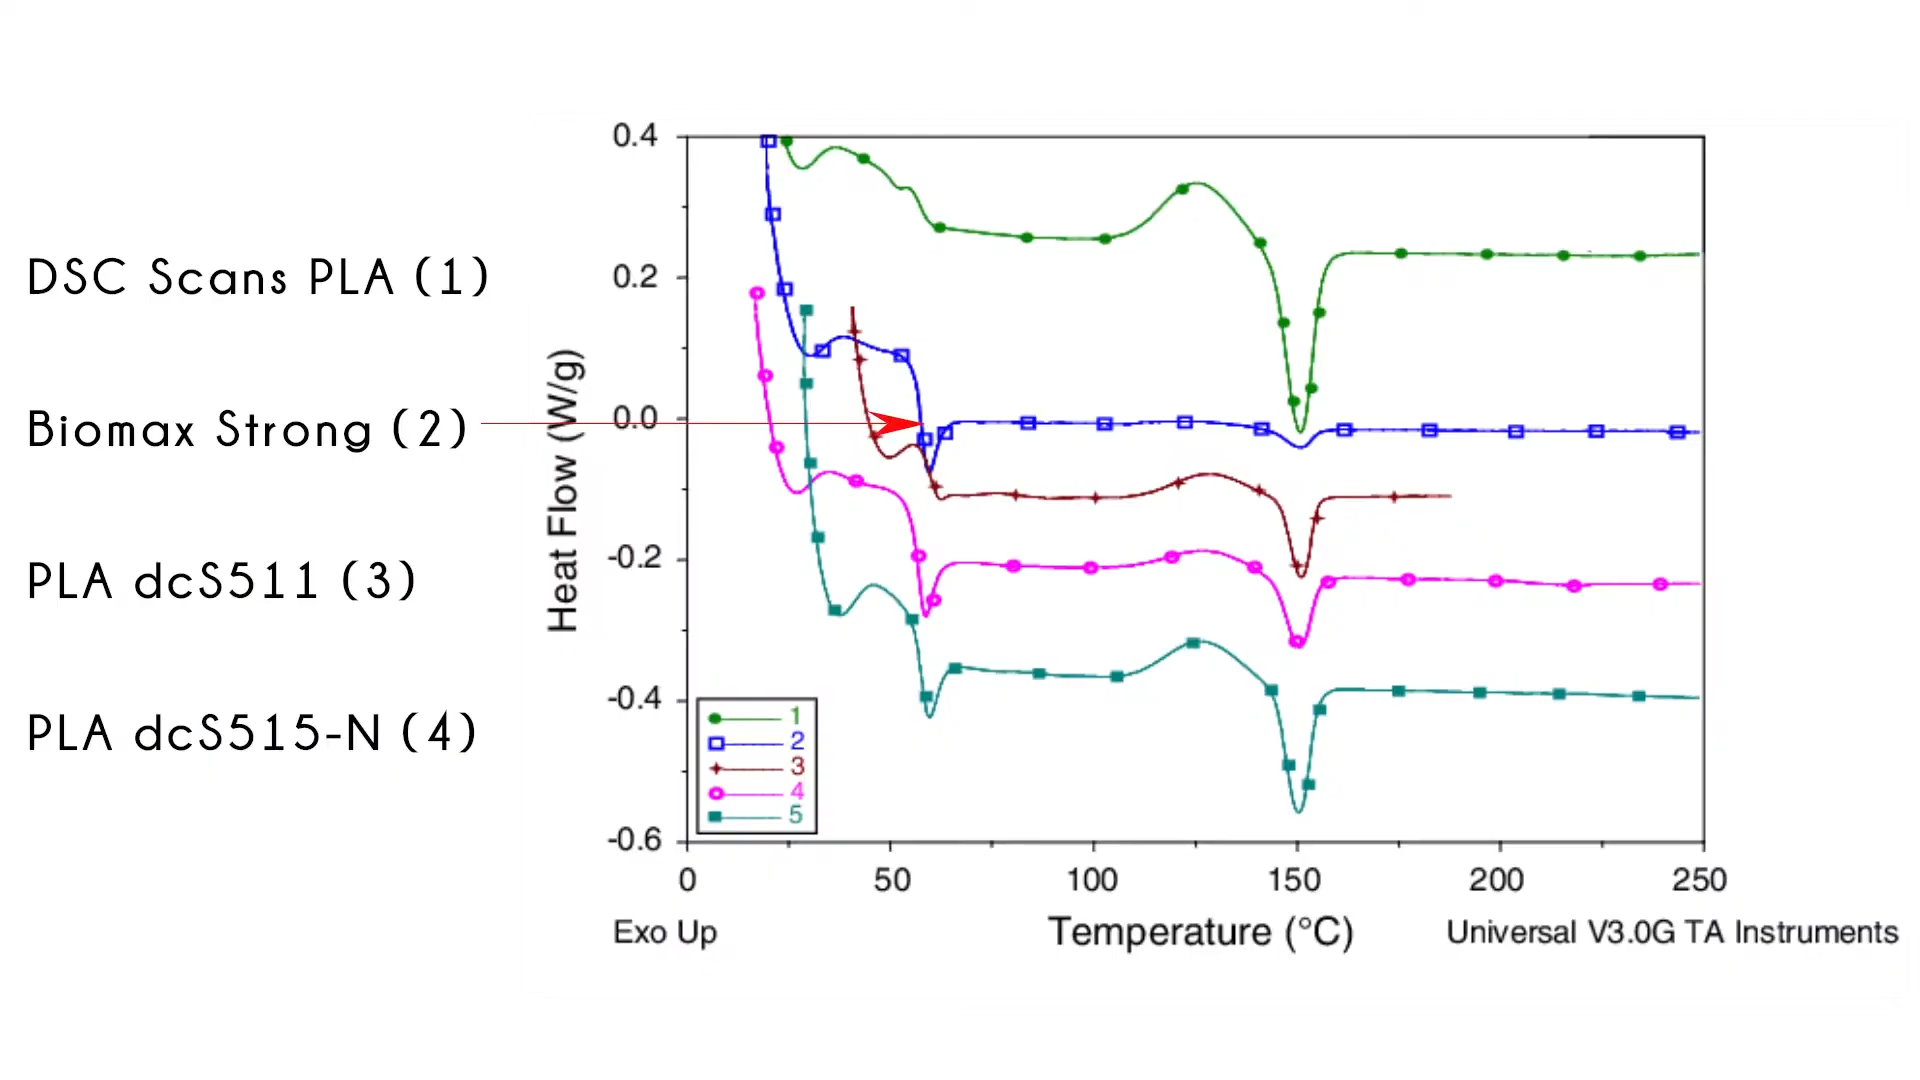 DSC Scans PLA (1)
Biomax Strong (2)
PLA dcS511 (3)
PLA dcS515-N (4)
Heat Flow (W/g)
0.4
0.2
0.0
-0.2
-0.4
-0.6
1
2
3
4
5
0 50 100 150 200 250
Exo Up
Temperature (°C)
Universal V3.0G TA Instruments